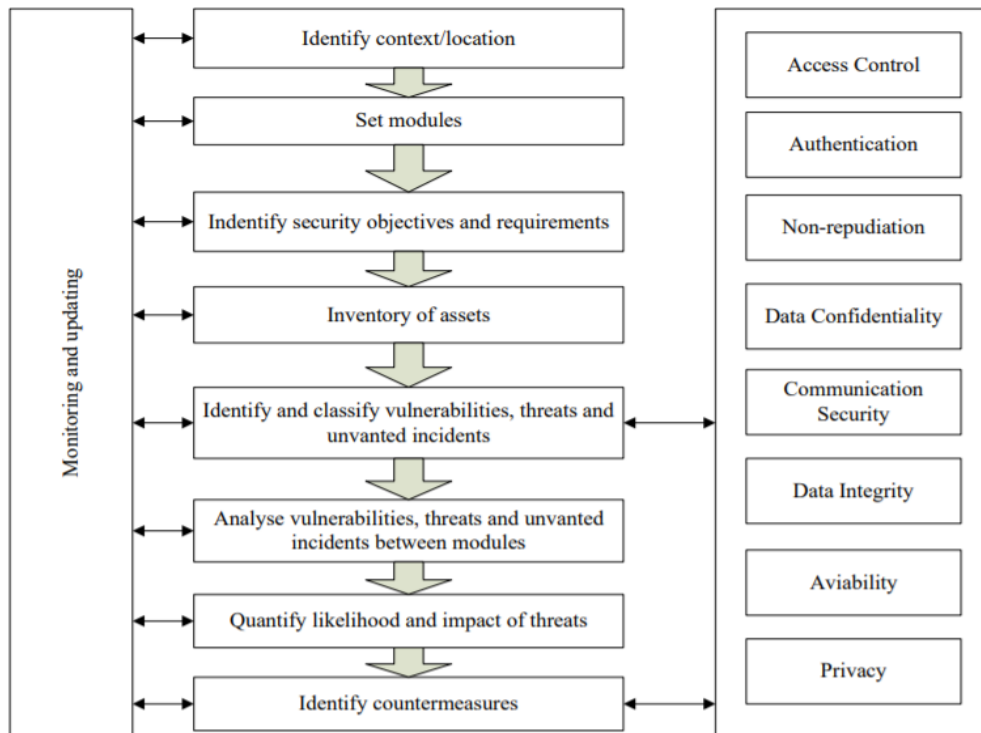 Monitoring and updating
Identify context/location
Set modules
Indentify security objectives and requirements
Inventory of assets
Identify and classify vulnerabilities, threats and
unvanted incidents
Analyse vulnerabilities, threats and unvanted
incidents between modules
Quantify likelihood and impact of threats
Identify countermeasures
Access Control
Authentication
Non-repudiation
Data Confidentiality
Communication
Security
Data Integrity
Aviability
Privacy